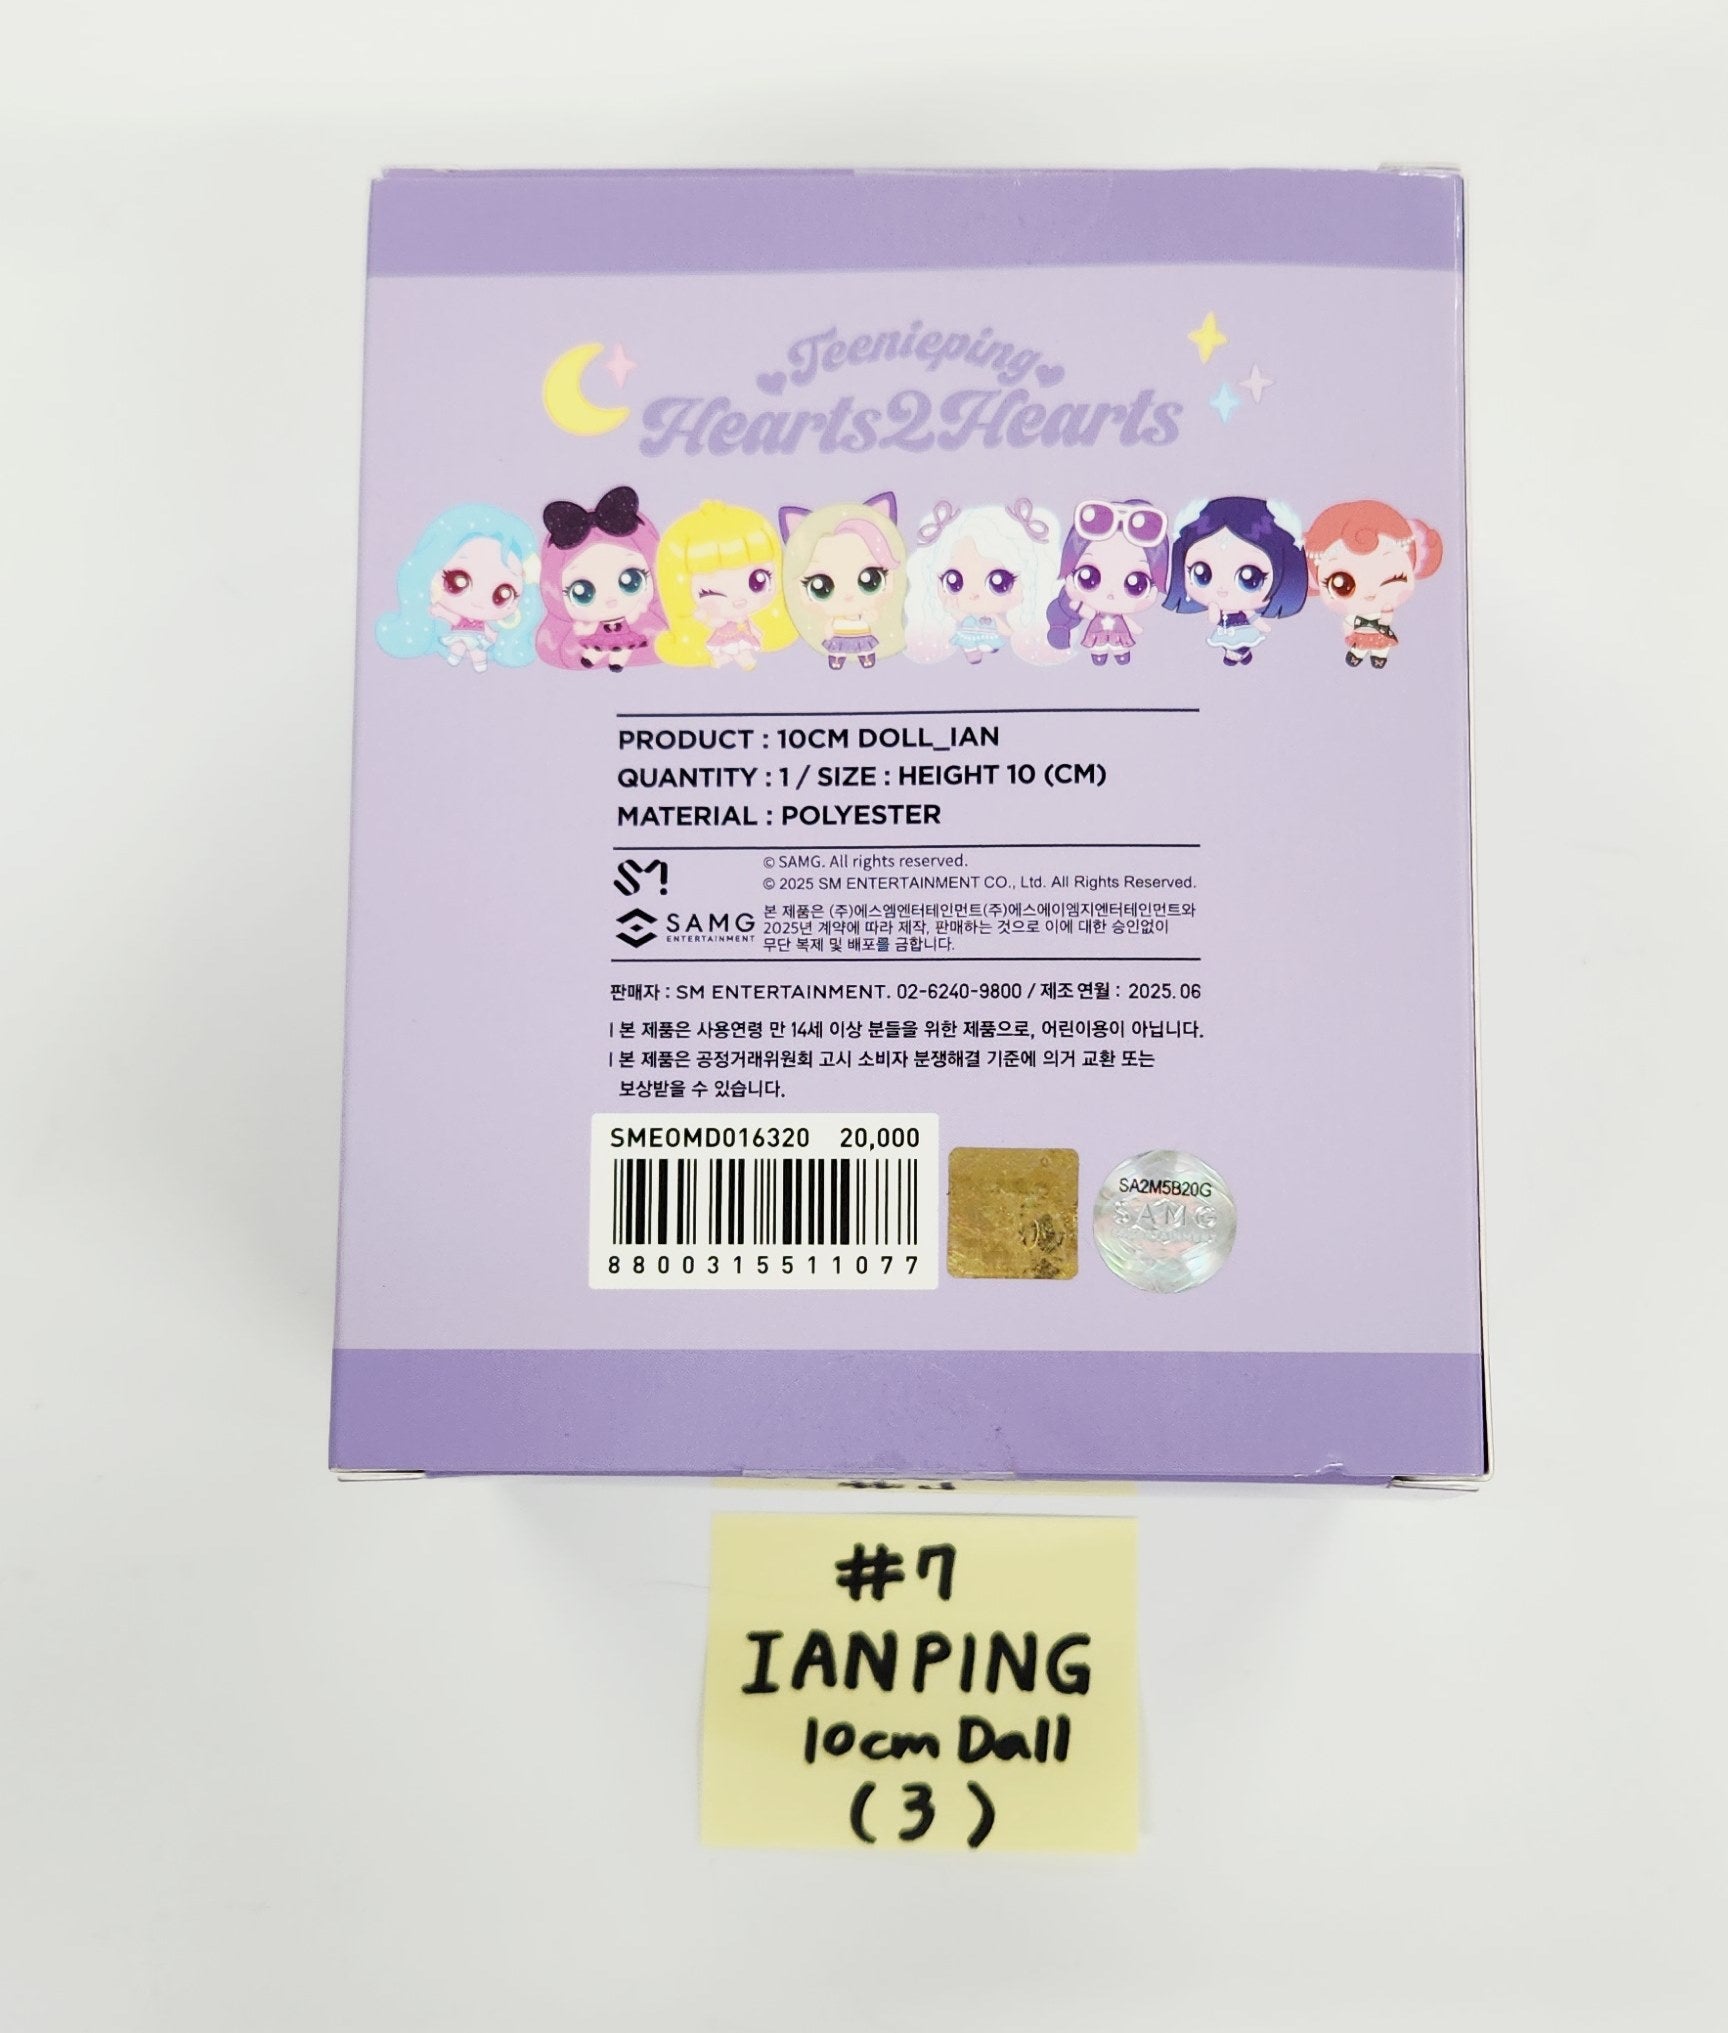 Teenieping
Hearts2Hearts
PRODUCT : 10CM DOLL_IAN
QUANTITY : 1 / SIZE : HEIGHT 10 (CM)
MATERIAL : POLYESTER
SM
© SAMG. All rights reserved.
© 2025 SM ENTERTAINMENT CO., Ltd. All Rights Reserved.
SAMG
ENTERTAINMENT
본 제품은 (주)에스엠엔터테인먼트(주)에스에이엠지엔터테인먼트와
2025년 계약에 따라 제작, 판매하는 것으로 이에 대한 승인없이
무단 복제 및 배포를 금합니다.
판매자 : SM ENTERTAINMENT. 02-6240-9800 / 제조연월 : 2025.06
I 본 제품은 사용연령 만 14세 이상 분들을 위한 제품으로, 어린이용이 아닙니다.
I 본 제품은 공정거래위원회 고시 소비자 분쟁해결 기준에 의거 교환 또는
보상받을 수 있습니다.
SMEOMD016320 20,000
8800315511077
SA2M5B20G
SAMG
ENTERTAINMENT
#7
IANPING
10cm Dall
(3)